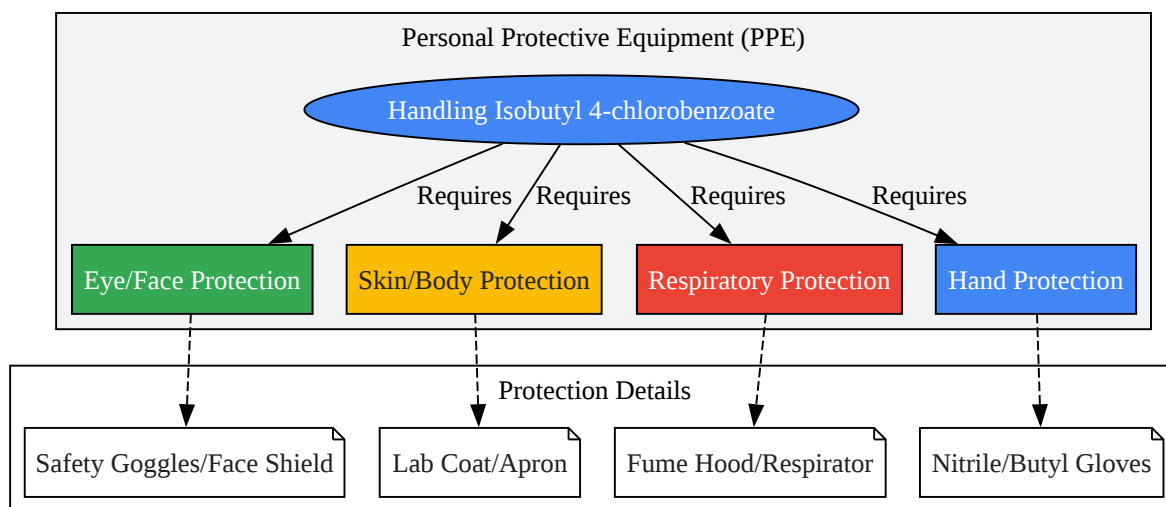 Personal Protective Equipment (PPE)
Handling Isobutyl 4-chlorobenzoate
Requires
Requires
Requires
Requires
Eye/Face Protection
Skin/Body Protection
Respiratory Protection
Hand Protection
Protection Details
Safety Goggles/Face Shield
Lab Coat/Apron
Fume Hood/Respirator
Nitrile/Butyl Gloves